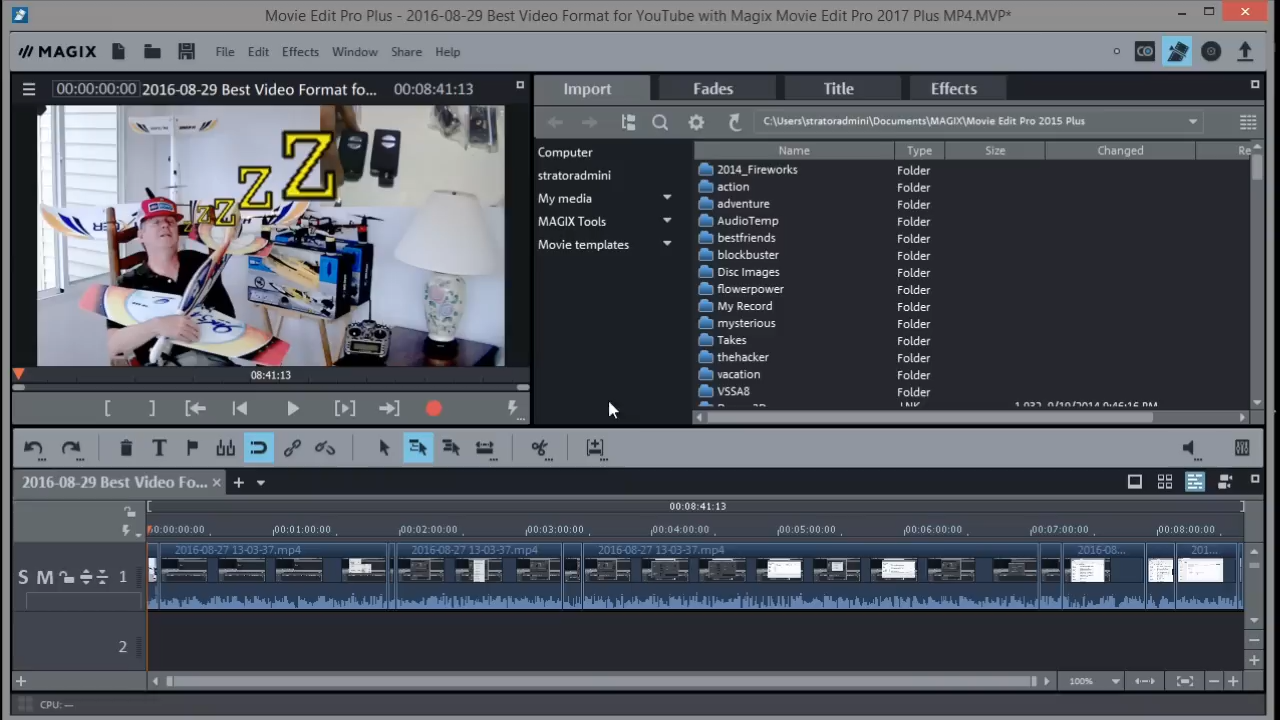 Movie Edit Pro Plus - 2016-08-29 Best Video Format for YouTube with Magix Movie Edit Pro 2017 Plus MP4.MVP*
MAGIX File Edit Effects Window Share Help
00:00:00:00 2016-08-29 Best Video Format fo... 00:08:41:13
Z Z Z Z
08:41:13
Import Fades Title Effects
C:\Users\stratoradmini\Documents\MAGIX\Movie Edit Pro 2015 Plus
Computer
stratoradmini
My media
MAGIX Tools
Movie templates
Name Type Size Changed Re
2014_Fireworks Folder
action Folder
adventure Folder
AudioTemp Folder
bestfriends Folder
blockbuster Folder
Disc Images Folder
flowerpower Folder
My Record Folder
mysterious Folder
Takes Folder
thehacker Folder
vacation Folder
VSSA8 Folder
2016-08-29 Best Video Fo... × +
00:08:41:13
00:00:00:00 00:01:00:00 00:02:00:00 00:03:00:00 00:04:00:00 00:05:00:00 00:06:00:00 00:07:00:00 00:08:00:00
2016-08-27 13-03-37.mp4 2016-08-27 13-03-37.mp4 2016-08-27 13-03-37.mp4 2016-08... 201...
S M 1
2
100%
CPU: —